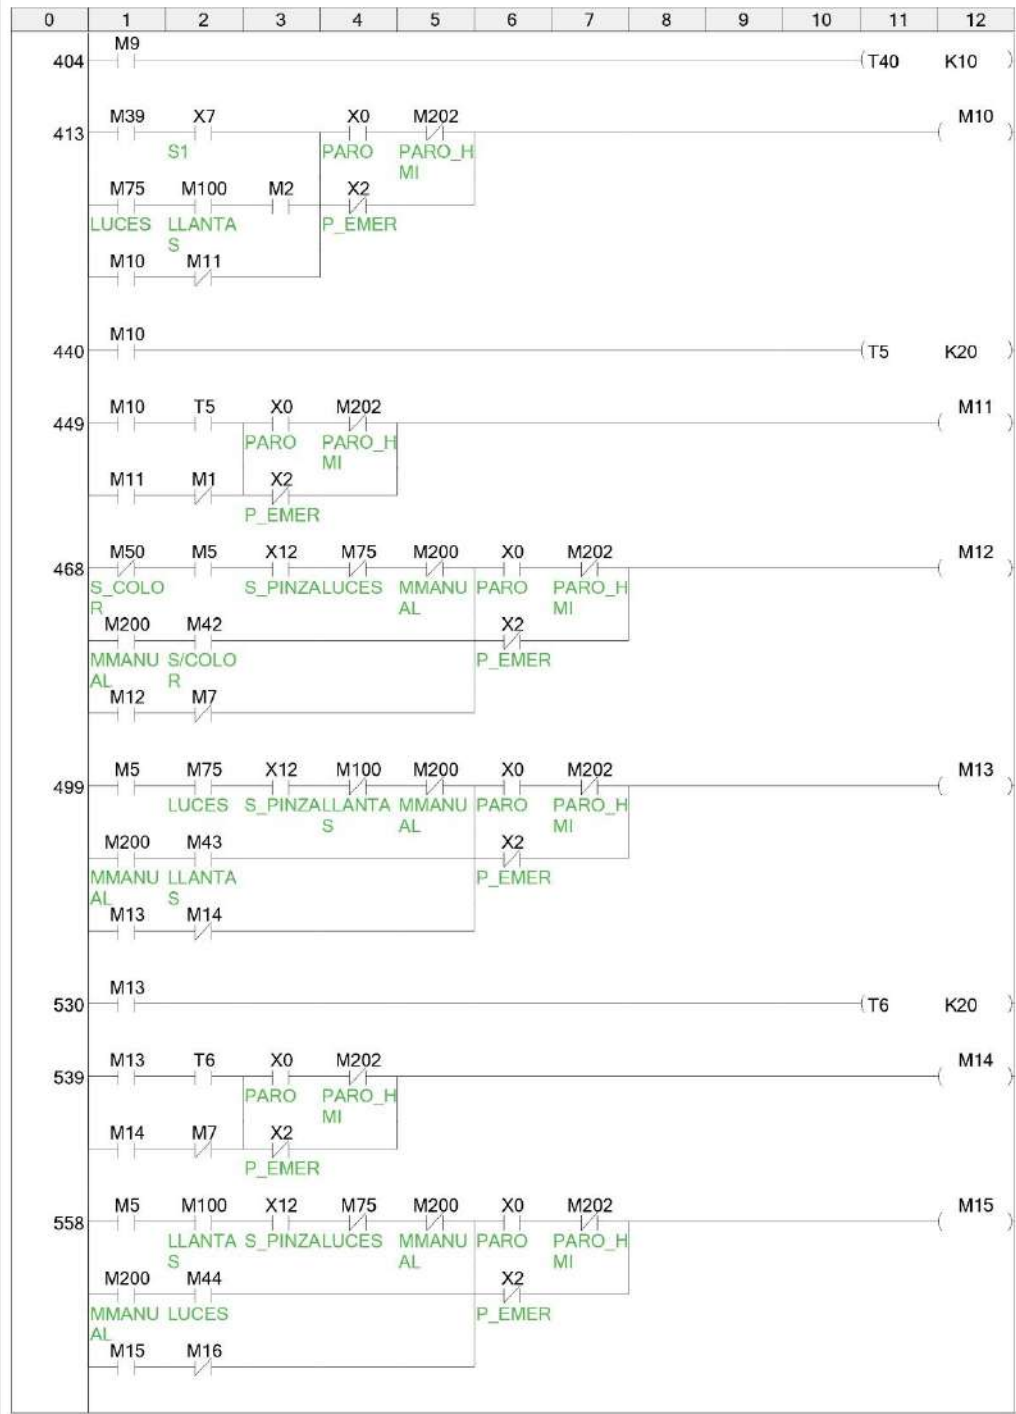 0 1 2 3 4 5 6 7 8 9 10 11 12
M9
404 (T40 K10 )
M39 X7 X0 M202 M10
413 ( )
S1 PARO PARO_H
MI
M75 M100 M2 X2
LUCES LLANTA P_EMER
S
M10 M11
M10
440 (T5 K20 )
M10 T5 X0 M202 M11
449 ( )
PARO PARO_H
MI
M11 M1 X2
P_EMER
M50 M5 X12 M75 M200 X0 M202 M12
468 ( )
S_COLO S_PINZA LUCES MMANU PARO PARO_H
R AL MI
M200 M42 X2
MMANU S/COLO P_EMER
AL R
M12 M7
M5 M75 X12 M100 M200 X0 M202 M13
499 ( )
LUCES S_PINZA LLANTA MMANU PARO PARO_H
S AL MI
M200 M43 X2
MMANU LLANTA P_EMER
AL S
M13 M14
M13
530 (T6 K20 )
M13 T6 X0 M202 M14
539 ( )
PARO PARO_H
MI
M14 M7 X2
P_EMER
M5 M100 X12 M75 M200 X0 M202 M15
558 ( )
LLANTA S_PINZA LUCES MMANU PARO PARO_H
S AL MI
M200 M44 X2
MMANU LUCES P_EMER
AL
M15 M16